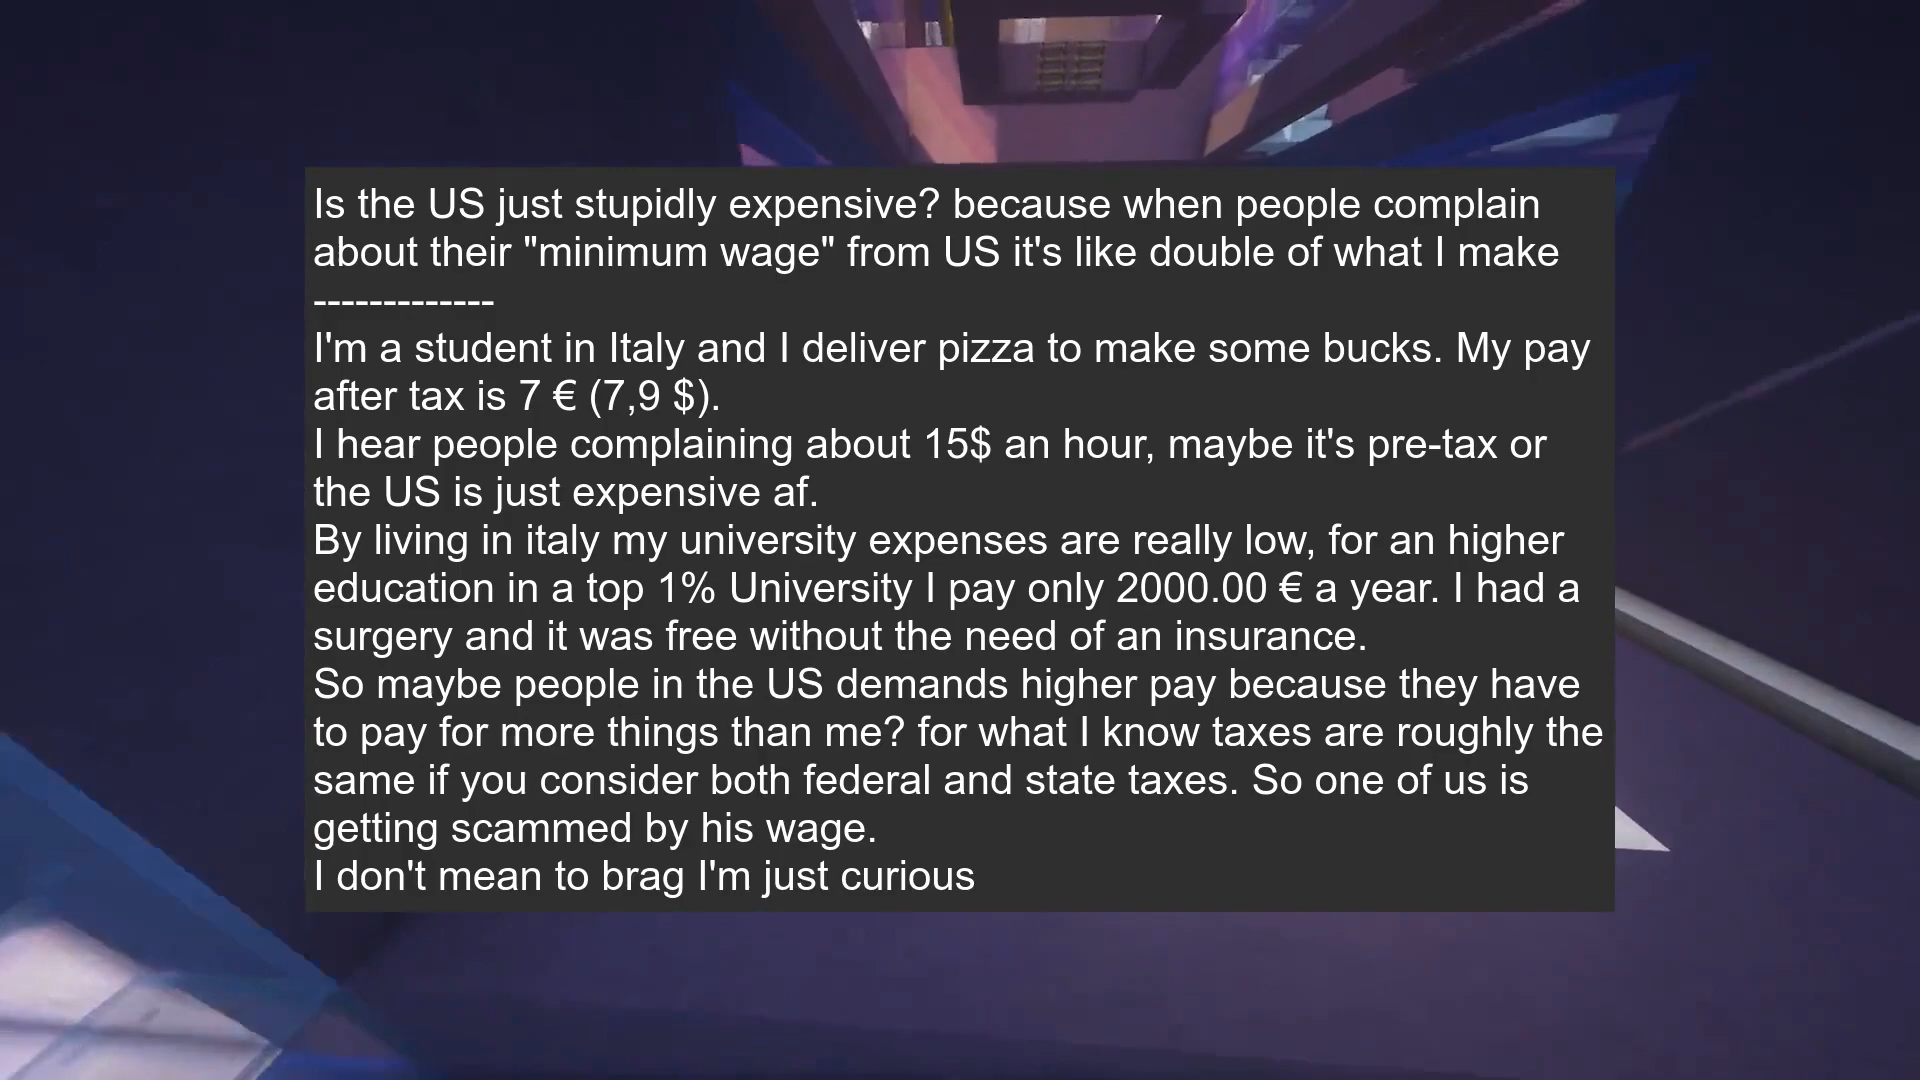 Is the US just stupidly expensive? because when people complain
about their "minimum wage" from US it's like double of what I make
-------------
I'm a student in Italy and I deliver pizza to make some bucks. My pay
after tax is 7 € (7,9 $).
I hear people complaining about 15$ an hour, maybe it's pre-tax or
the US is just expensive af.
By living in italy my university expenses are really low, for an higher
education in a top 1% University I pay only 2000.00 € a year. I had a
surgery and it was free without the need of an insurance.
So maybe people in the US demands higher pay because they have
to pay for more things than me? for what I know taxes are roughly the
same if you consider both federal and state taxes. So one of us is
getting scammed by his wage.
I don't mean to brag I'm just curious